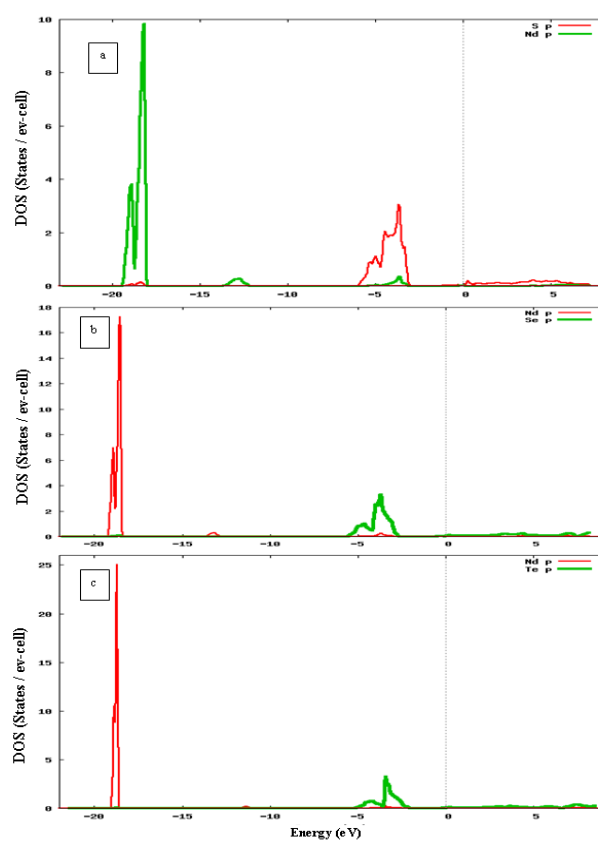 10
S p
Nd p
a
8
6
4
2
0
DOS (States / ev-cell)
-20 -15 -10 -5 0 5
18
Nd p
Se p
b
16
14
12
10
8
6
4
2
0
DOS (States / ev-cell)
-20 -15 -10 -5 0 5
Nd p
Te p
25
c
20
15
10
5
0
DOS (States / ev-cell)
-20 -15 -10 -5 0 5
Energy (eV)